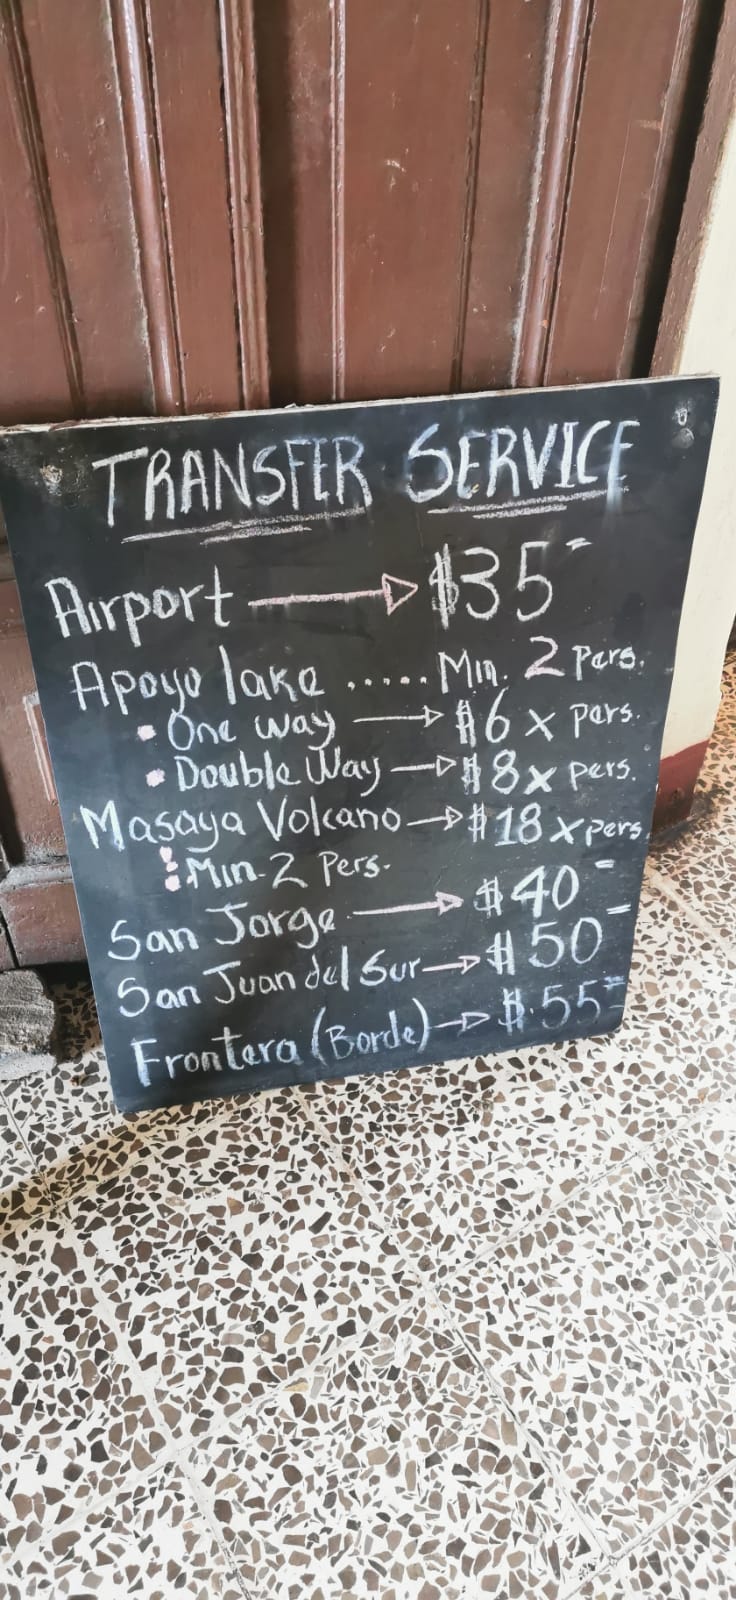 TRANSFER SERVICE
Airport → $35=
Apoyo lake ..... Min. 2 Pers.
• One way → $6 x pers.
• Double Way → $8 x pers.
Masaya Volcano → $18 x pers
: Min. 2 Pers.
San Jorge → $40=
San Juan del Sur → $50=
Frontera (Borde) → $.55=